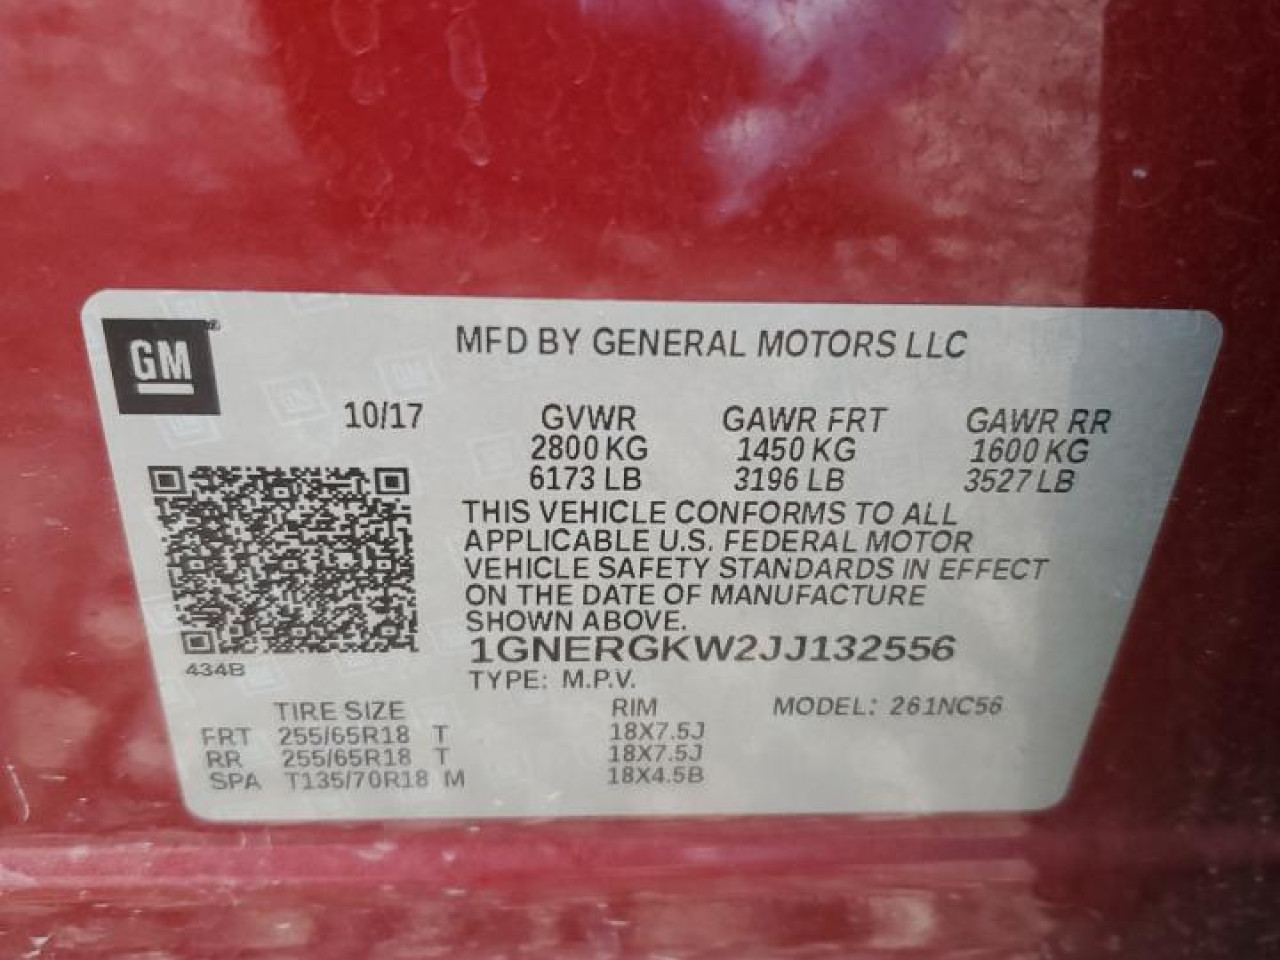 GM
MFD BY GENERAL MOTORS LLC
10/17 GVWR GAWR FRT GAWR RR
2800 KG 1450 KG 1600 KG
6173 LB 3196 LB 3527 LB
THIS VEHICLE CONFORMS TO ALL
APPLICABLE U.S. FEDERAL MOTOR
VEHICLE SAFETY STANDARDS IN EFFECT
ON THE DATE OF MANUFACTURE
SHOWN ABOVE.
1GNERGKW2JJ132556
434B
TYPE: M.P.V.
TIRE SIZE RIM MODEL: 261NC56
FRT 255/65R18 T 18X7.5J
RR 255/65R18 T 18X7.5J
SPA T135/70R18 M 18X4.5B